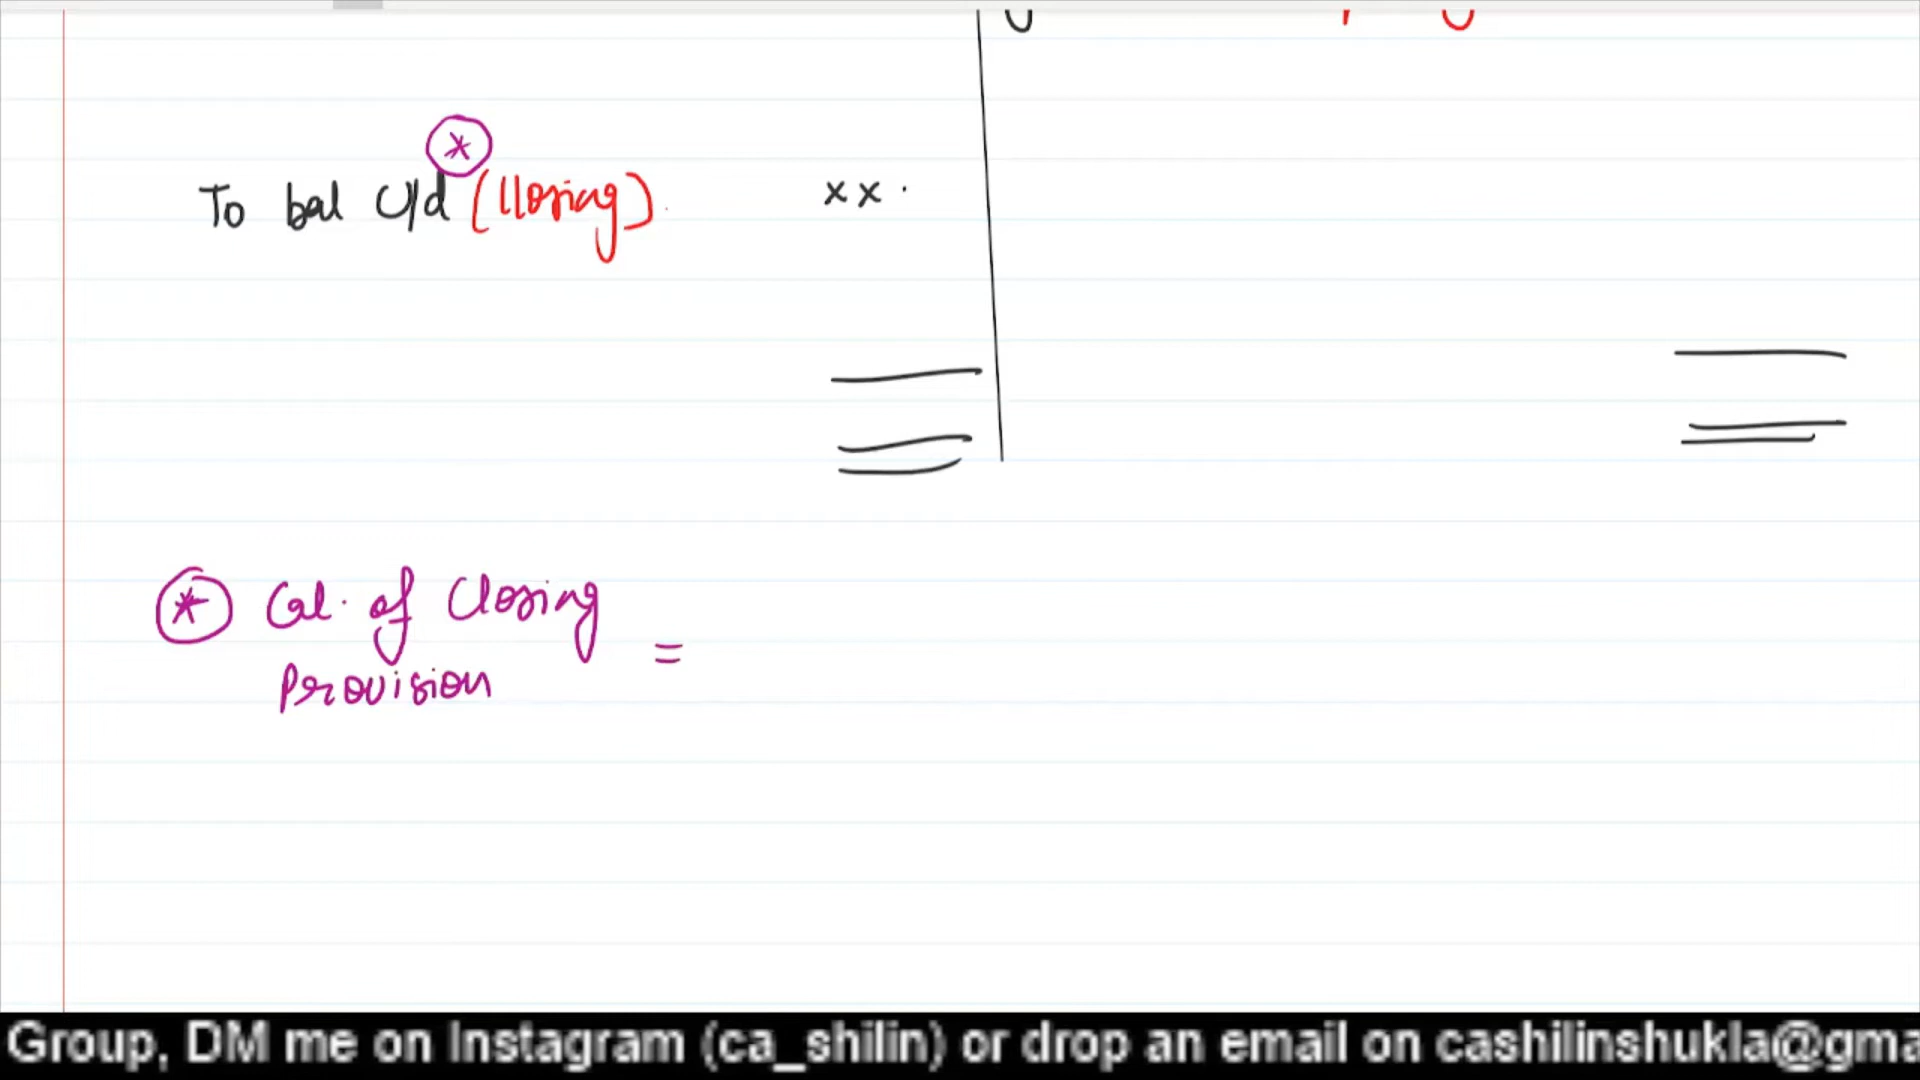 *
To bal c/d (Closing). xx.
* Cal. of Closing
Provision =
Group, DM me on Instagram (ca_shilin) or drop an email on cashilinshukla@gma